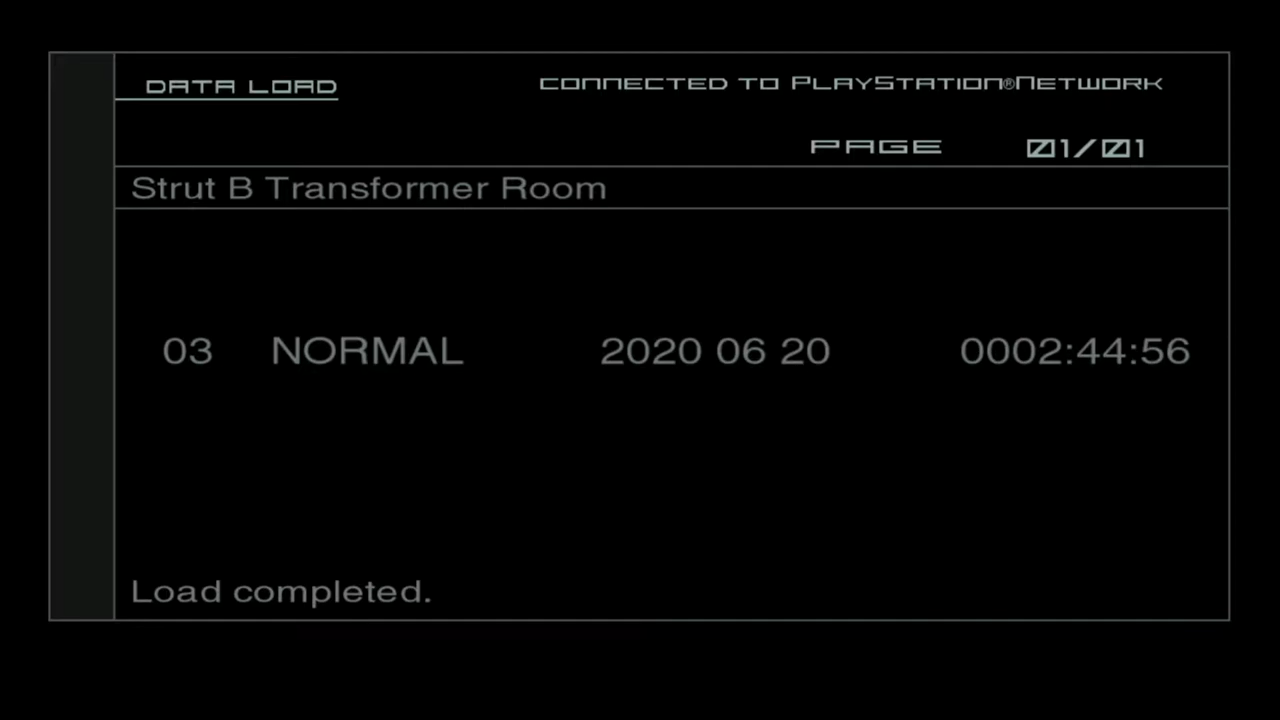 DATA LOAD
CONNECTED TO PLAYSTATION®NETWORK
PAGE 01/01
Strut B Transformer Room
03 NORMAL 2020 06 20 0002:44:56
Load completed.